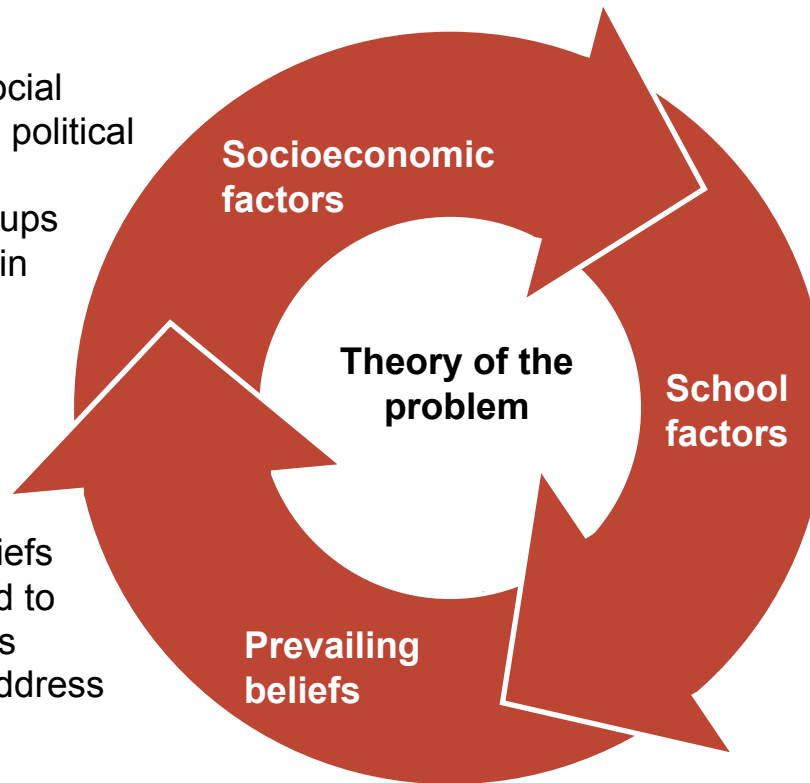 ocial
political
ups
in
Socioeconomic
factors
Theory of the
problem
School
factors
iefs
d to
s
ddress
Prevailing
beliefs